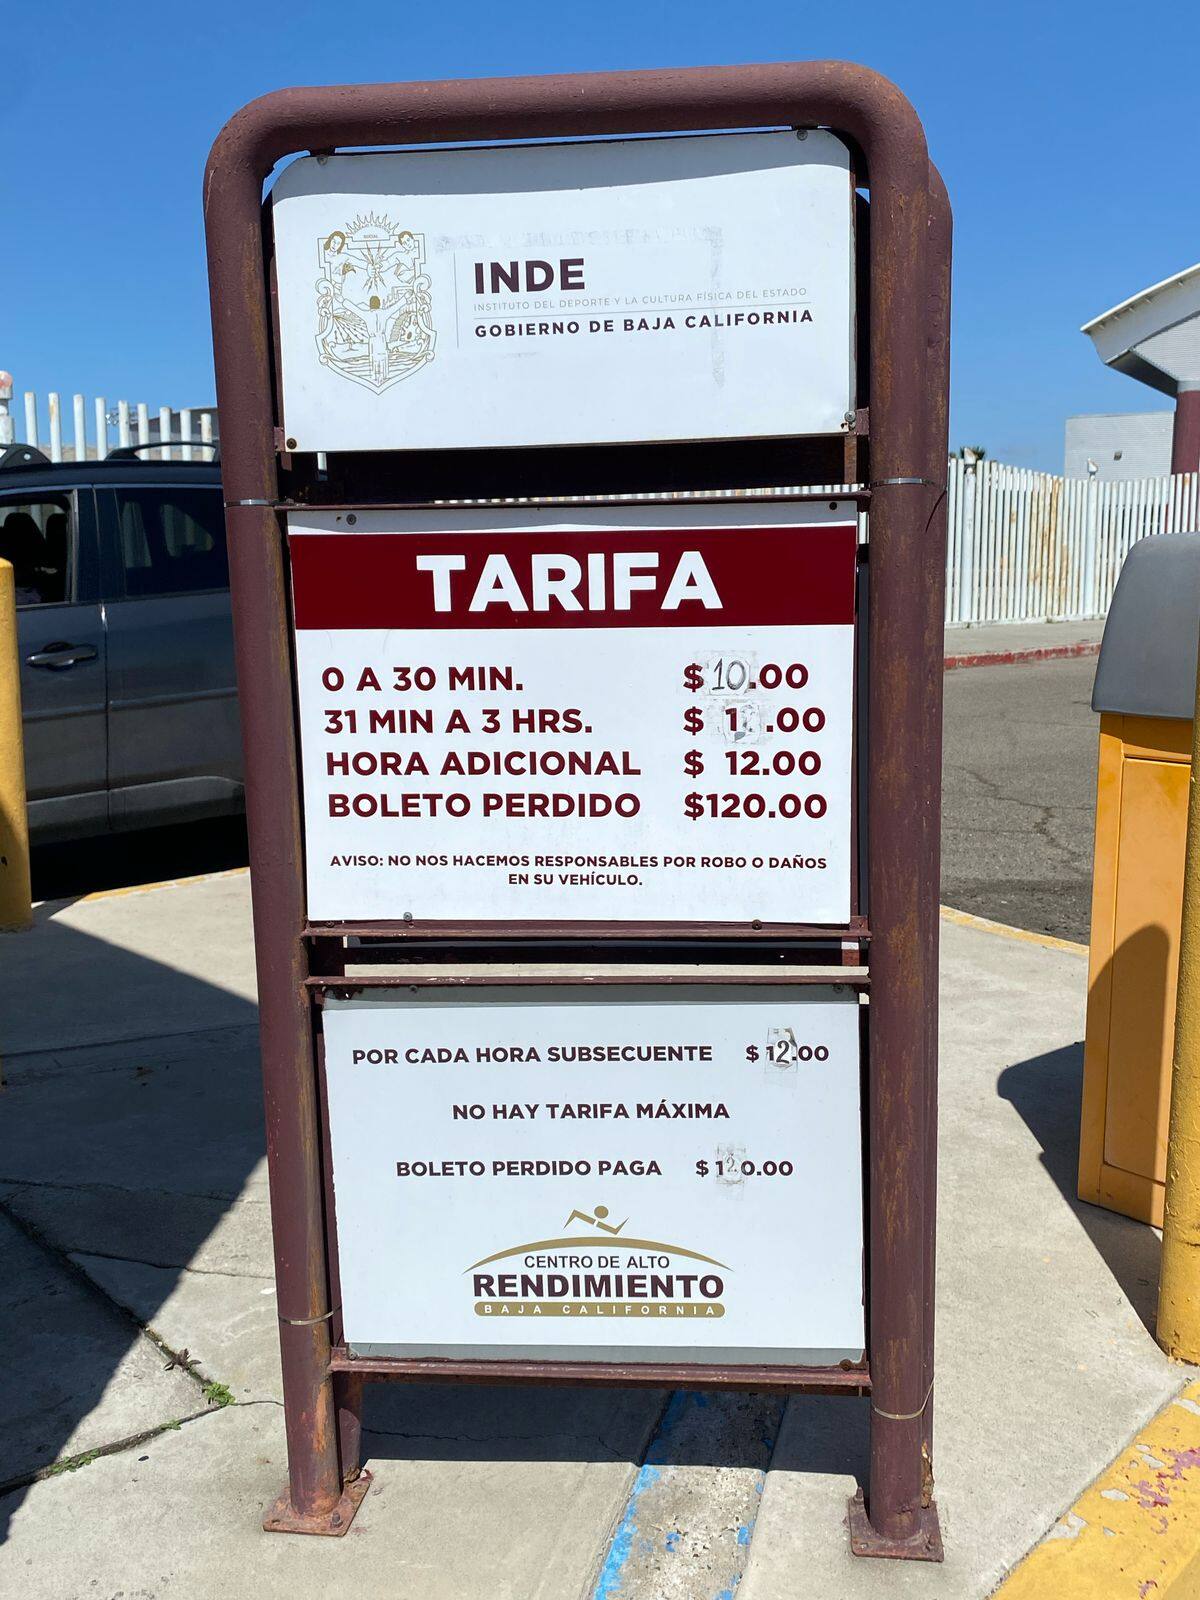 SOCIAL
INDE
INSTITUTO DEL DEPORTE Y LA CULTURA FÍSICA DEL ESTADO
GOBIERNO DE BAJA CALIFORNIA
TARIFA
0 A 30 MIN. $10.00
31 MIN A 3 HRS. $
HORA ADICIONAL $ 12.00
BOLETO PERDIDO $120.00
AVISO: NO NOS HACEMOS RESPONSABLES POR ROBO O DAÑOS
EN SU VEHÍCULO.
POR CADA HORA SUBSECUENTE $12.00
NO HAY TARIFA MÁXIMA
BOLETO PERDIDO PAGA $120.00
CENTRO DE ALTO
RENDIMIENTO
BAJA CALIFORNIA